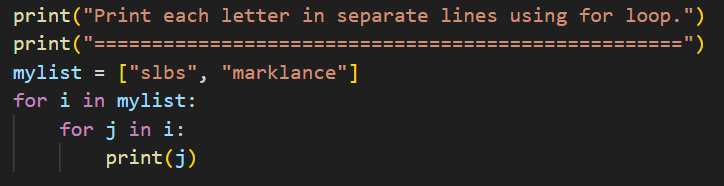 print("Print each letter in separate lines using for loop.")
print("==================================================")
mylist = ["slbs", "marklance"]
for i in mylist:
    for j in i:
        print(j)